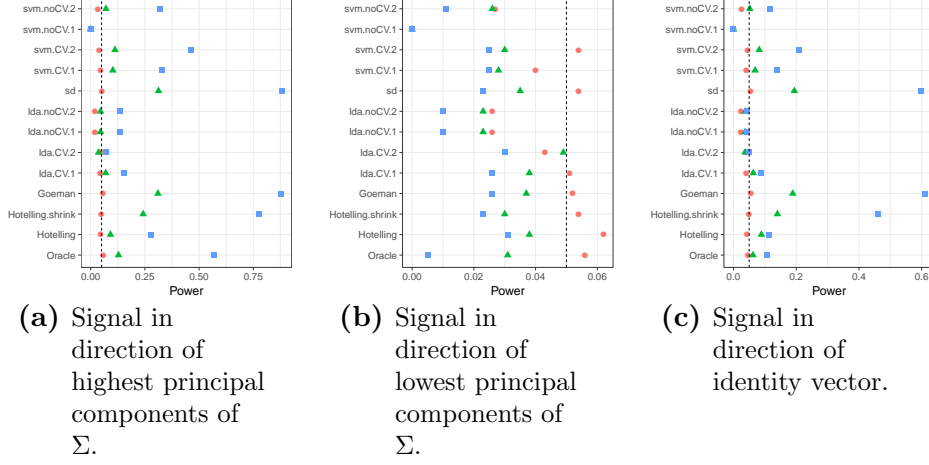 svm.noCV.2
svm.noCV.1
svm.CV.2
svm.CV.1
sd
lda.noCV.2
lda.noCV.1
lda.CV.2
lda.CV.1
Goeman
Hotelling.shrink
Hotelling
Oracle
0.00 0.25 0.50 0.75
Power
(a) Signal in
direction of
highest principal
components of
Σ.
svm.noCV.2
svm.noCV.1
svm.CV.2
svm.CV.1
sd
lda.noCV.2
lda.noCV.1
lda.CV.2
lda.CV.1
Goeman
Hotelling.shrink
Hotelling
Oracle
0.00 0.02 0.04 0.06
Power
(b) Signal in
direction of
lowest principal
components of
Σ.
svm.noCV.2
svm.noCV.1
svm.CV.2
svm.CV.1
sd
lda.noCV.2
lda.noCV.1
lda.CV.2
lda.CV.1
Goeman
Hotelling.shrink
Hotelling
Oracle
0.0 0.2 0.4 0.6
Power
(c) Signal in
direction of
identity vector.